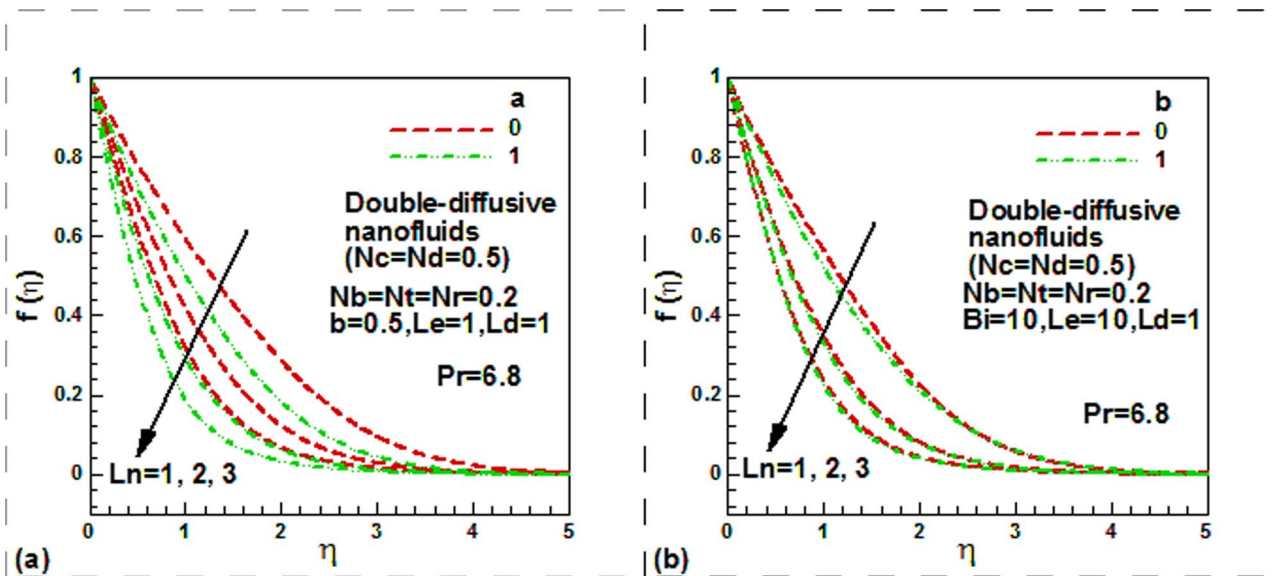 1
0.8
0.6
0.4
0.2
0
f (η)
a
0
1
Double-diffusive
nanofluids
(Nc=Nd=0.5)
Nb=Nt=Nr=0.2
b=0.5,Le=1,Ld=1
Pr=6.8
Ln=1, 2, 3
0 1 2 3 4 5
η
(a)
1
0.8
0.6
0.4
0.2
0
f (η)
b
0
1
Double-diffusive
nanofluids
(Nc=Nd=0.5)
Nb=Nt=Nr=0.2
Bi=10,Le=10,Ld=1
Pr=6.8
Ln=1, 2, 3
0 1 2 3 4 5
η
(b)